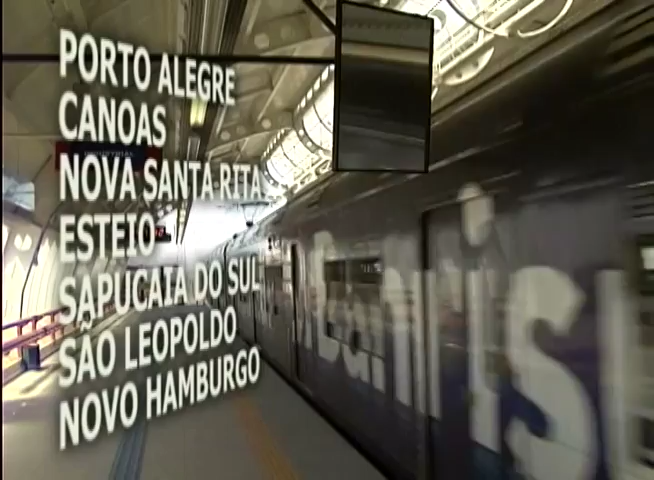 PORTO ALEGRE
CANOAS
NOVA SANTA RITA
ESTEIO
SAPUCAIA DO SUL
SÃO LEOPOLDO
NOVO HAMBURGO